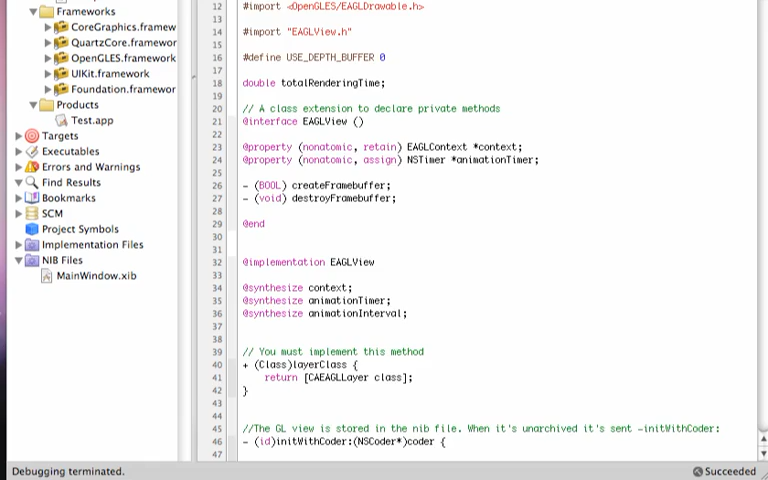 Frameworks
CoreGraphics.framew
QuartzCore.framewor
OpenGLES.framework
UIKit.framework
Foundation.framewor
Products
Test.app
Targets
Executables
Errors and Warnings
Find Results
Bookmarks
SCM
Project Symbols
Implementation Files
NIB Files
MainWindow.xib
12 #import <OpenGLES/EAGLDrawable.h>
13
14 #import "EAGLView.h"
15
16 #define USE_DEPTH_BUFFER 0
17
18 double totalRenderingTime;
19
20 // A class extension to declare private methods
21 @interface EAGLView ()
22
23 @property (nonatomic, retain) EAGLContext *context;
24 @property (nonatomic, assign) NSTimer *animationTimer;
25
26 - (BOOL) createFramebuffer;
27 - (void) destroyFramebuffer;
28
29 @end
30
31
32 @implementation EAGLView
33
34 @synthesize context;
35 @synthesize animationTimer;
36 @synthesize animationInterval;
37
38
39 // You must implement this method
40 + (Class)layerClass {
41 return [CAEAGLLayer class];
42 }
43
44
45 //The GL view is stored in the nib file. When it's unarchived it's sent -initWithCoder:
46 - (id)initWithCoder:(NSCoder*)coder {
47
Debugging terminated.
Succeeded